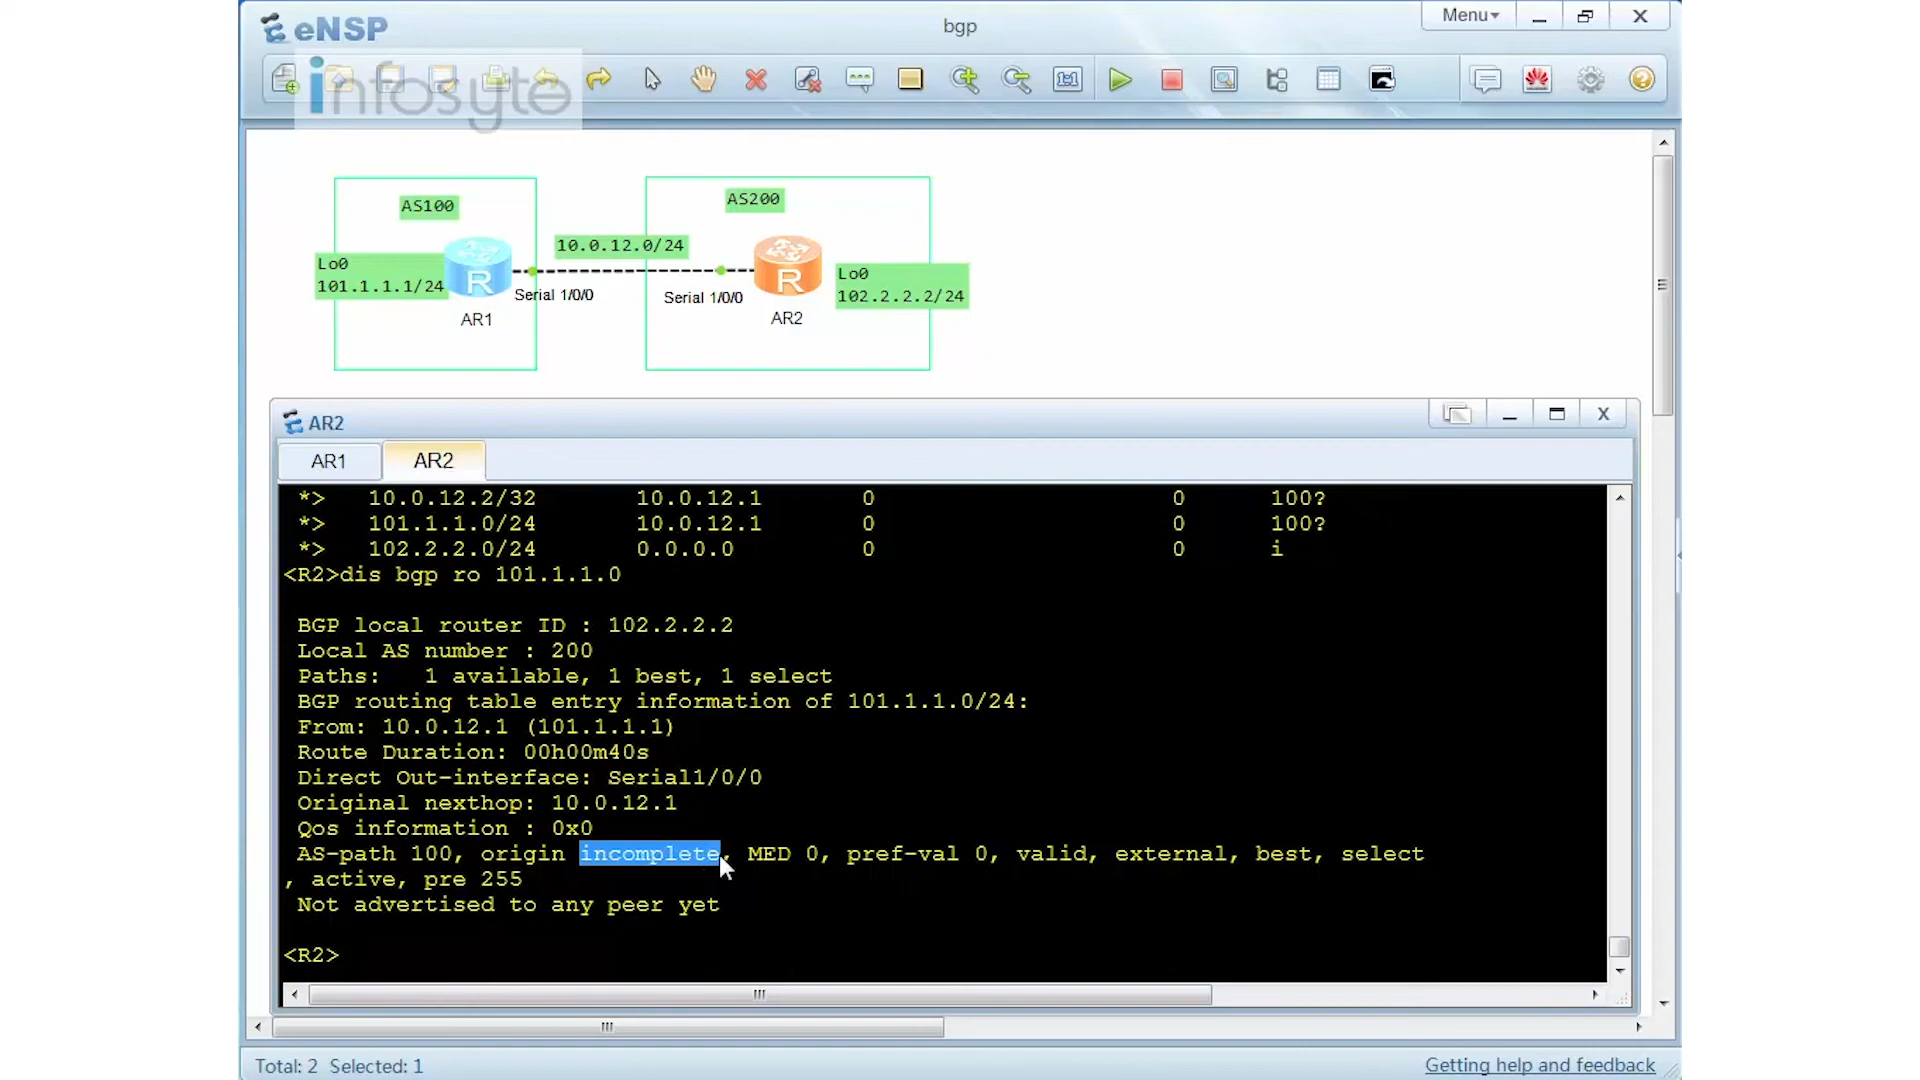 eNSP
bgp
Menu
infosyte
1:1
AS100
AS200
10.0.12.0/24
Lo0
101.1.1.1/24
Lo0
102.2.2.2/24
R
R
Serial 1/0/0
Serial 1/0/0
AR1
AR2
AR2
AR1
AR2
*> 10.0.12.2/32 10.0.12.1 0 0 100?
*> 101.1.1.0/24 10.0.12.1 0 0 100?
*> 102.2.2.0/24 0.0.0.0 0 0 i
<R2>dis bgp ro 101.1.1.0
BGP local router ID : 102.2.2.2
Local AS number : 200
Paths: 1 available, 1 best, 1 select
BGP routing table entry information of 101.1.1.0/24:
From: 10.0.12.1 (101.1.1.1)
Route Duration: 00h00m40s
Direct Out-interface: Serial1/0/0
Original nexthop: 10.0.12.1
Qos information : 0x0
AS-path 100, origin incomplete, MED 0, pref-val 0, valid, external, best, select
, active, pre 255
Not advertised to any peer yet
<R2>
Total: 2 Selected: 1
Getting help and feedback